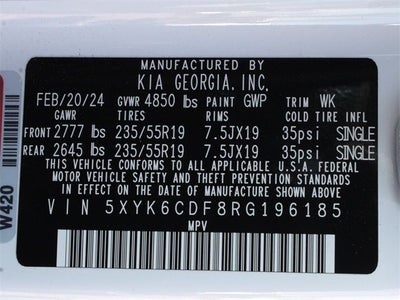 MANUFACTURED BY
KIA GEORGIA, INC.
FEB/20/24 GVWR 4850 lbs PAINT GWP TRIM WK
GAWR TIRES RIMS COLD TIRE INFL
FRONT 2777 lbs 235/55R19 7.5JX19 35psi SINGLE
REAR 2645 lbs 235/55R19 7.5JX19 35psi SINGLE
THIS VEHICLE CONFORMS TO ALL APPLICABLE U.S.A. FEDERAL
MOTOR VEHICLE SAFETY AND THEFT PREVENTION STANDARDS
IN EFFECT ON THE DATE OF MANUFACTURE SHOWN ABOVE.
VIN 5XYK6CDF8RG196185
MPV
W420